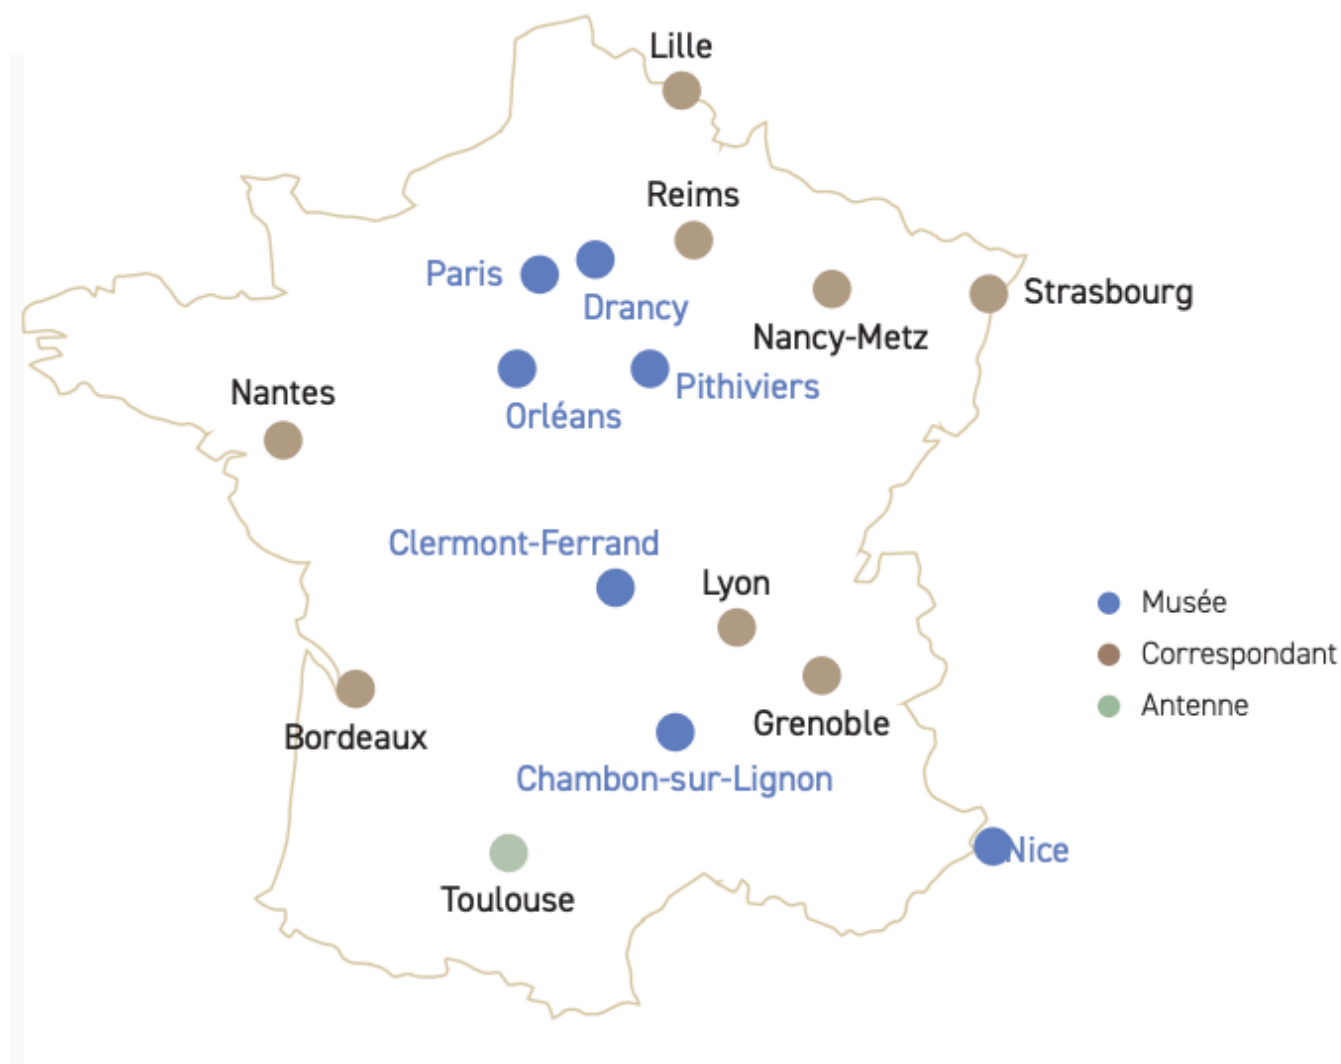 Lille
Reims
Paris
Drancy
Strasbourg
Nancy-Metz
Nantes
Pithiviers
Orléans
Clermont-Ferrand
Lyon
Bordeaux
Grenoble
Chambon-sur-Lignon
Nice
Toulouse
Musée
Correspondant
Antenne